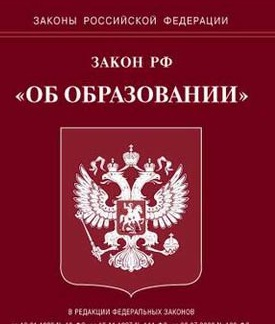 ЗАКОНЫ РОССИЙСКОЙ ФЕДЕРАЦИИ
ЗАКОН РФ
«ОБ ОБРАЗОВАНИИ»
В РЕДАКЦИИ ФЕДЕРАЛЬНЫХ ЗАКОНОВ